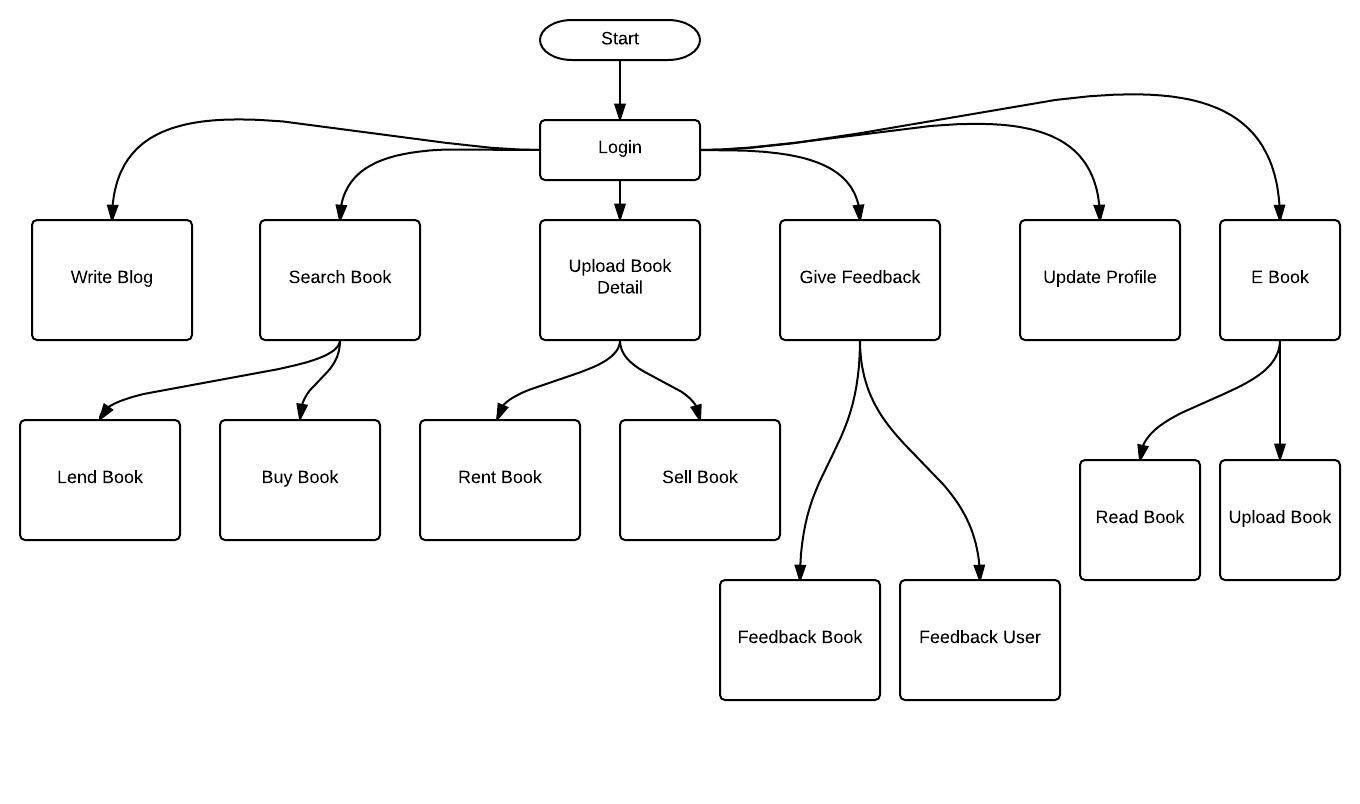 Start
Login
Write Blog
Search Book
Upload Book
Detail
Give Feedback
Update Profile
E Book
Lend Book
Buy Book
Rent Book
Sell Book
Read Book
Upload Book
Feedback Book
Feedback User